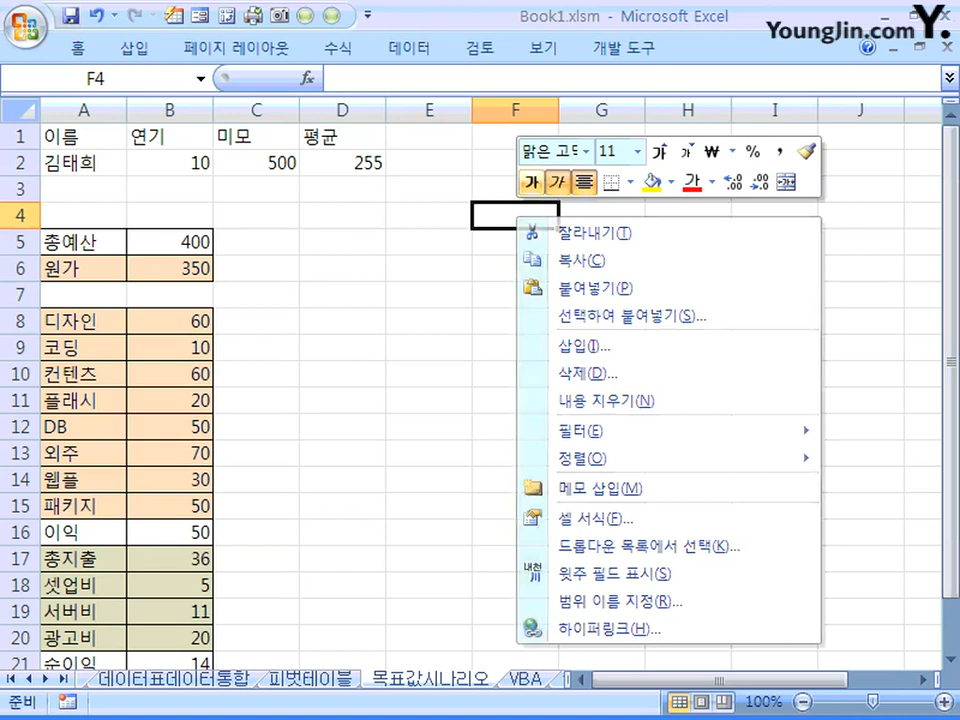 Book1.xlsm - Microsoft Excel
YoungJin.com Y.
홈 삽입 페이지 레이아웃 수식 데이터 검토 보기 개발 도구
F4 fx
A B C D E F G H I J
1 이름 연기 미모 평균
2 김태희 10 500 255
3
4
5 총예산 400
6 원가 350
7
8 디자인 60
9 코딩 10
10 컨텐츠 60
11 플래시 20
12 DB 50
13 외주 70
14 웹플 30
15 패키지 50
16 이익 50
17 총지출 36
18 셋업비 5
19 서버비 11
20 광고비 20
21 순이익 14
맑은 고딕 11 가 가 ₩ % ,
가 가 가 .00 .00
잘라내기(T)
복사(C)
붙여넣기(P)
선택하여 붙여넣기(S)...
삽입(I)...
삭제(D)...
내용 지우기(N)
필터(E)
정렬(O)
메모 삽입(M)
셀 서식(F)...
드롭다운 목록에서 선택(K)...
내천 윗주 필드 표시(S)
범위 이름 지정(R)...
하이퍼링크(H)...
데이터표데이터통합 피벗테이블 목표값시나리오 VBA
준비 100%